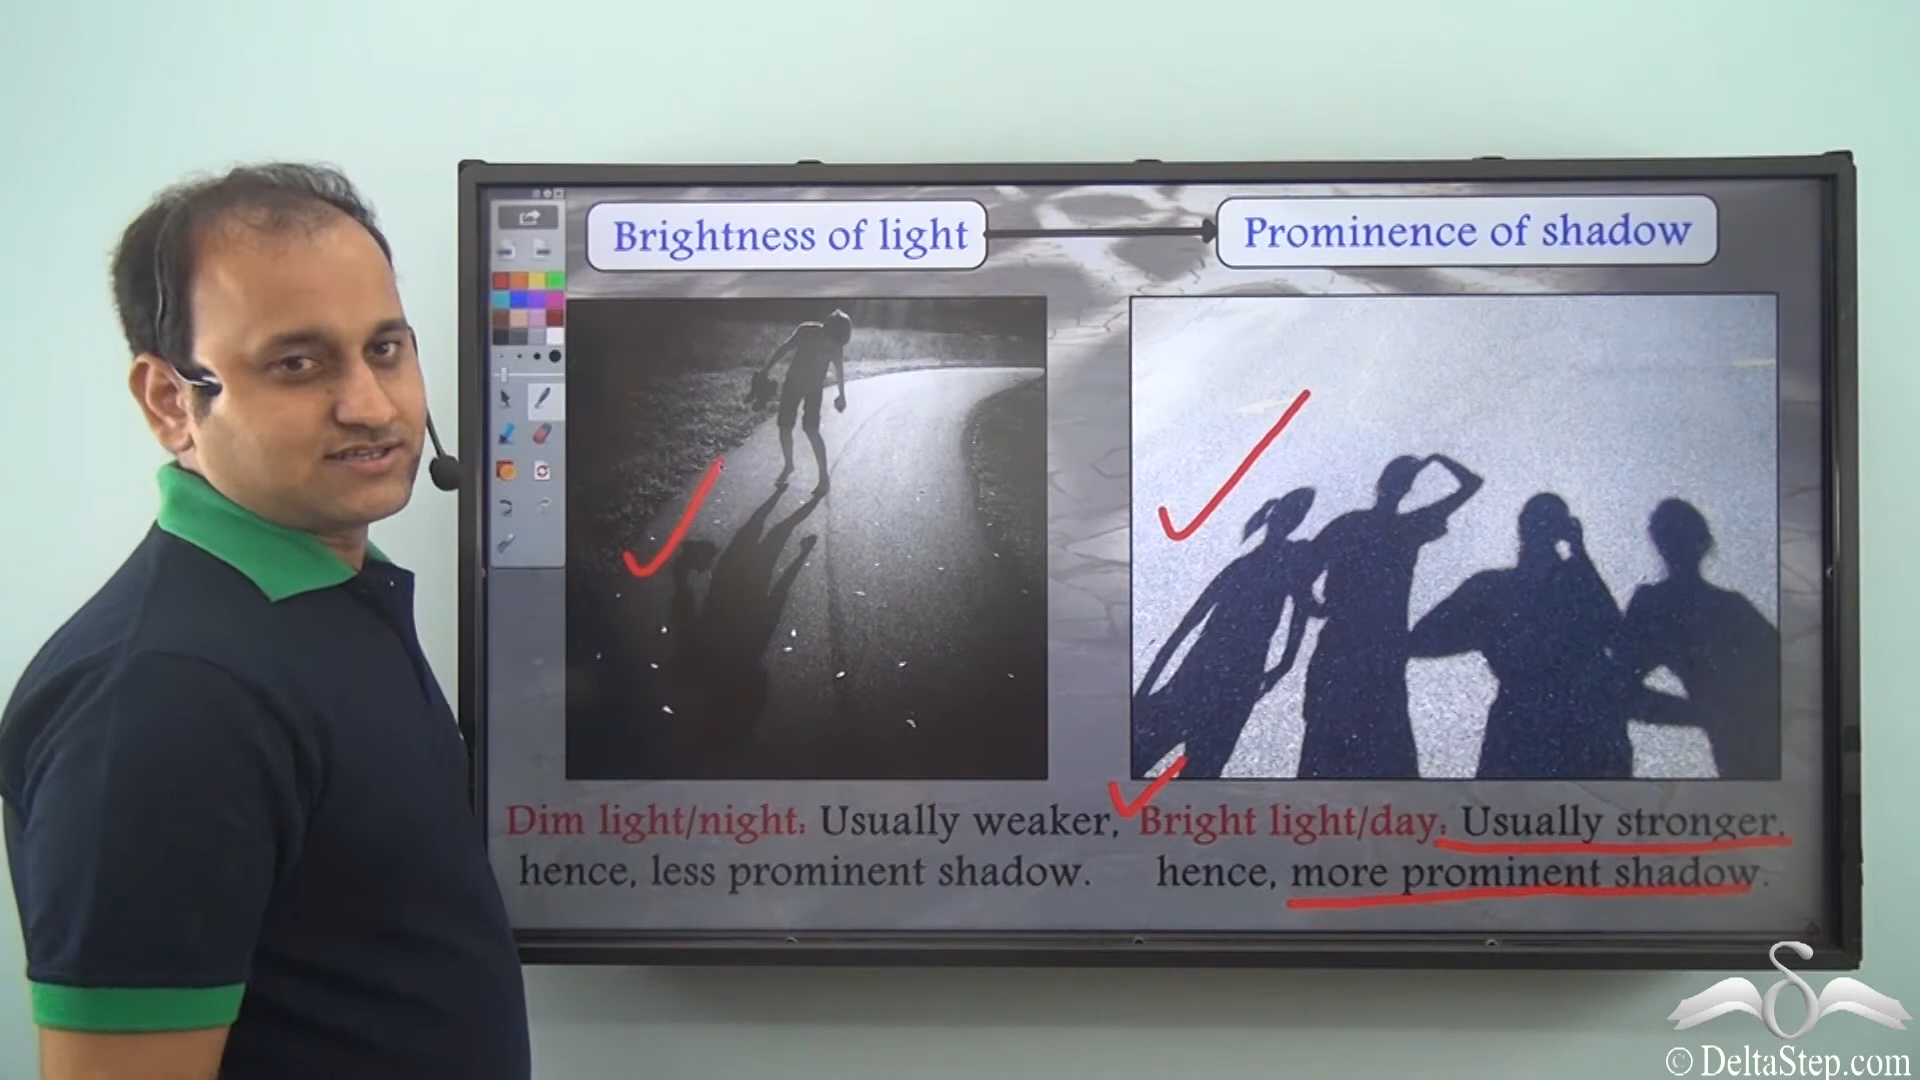 Brightness of light
Prominence of shadow
Dim light/night: Usually weaker,
hence, less prominent shadow.
Bright light/day: Usually stronger,
hence, more prominent shadow.
© DeltaStep.com